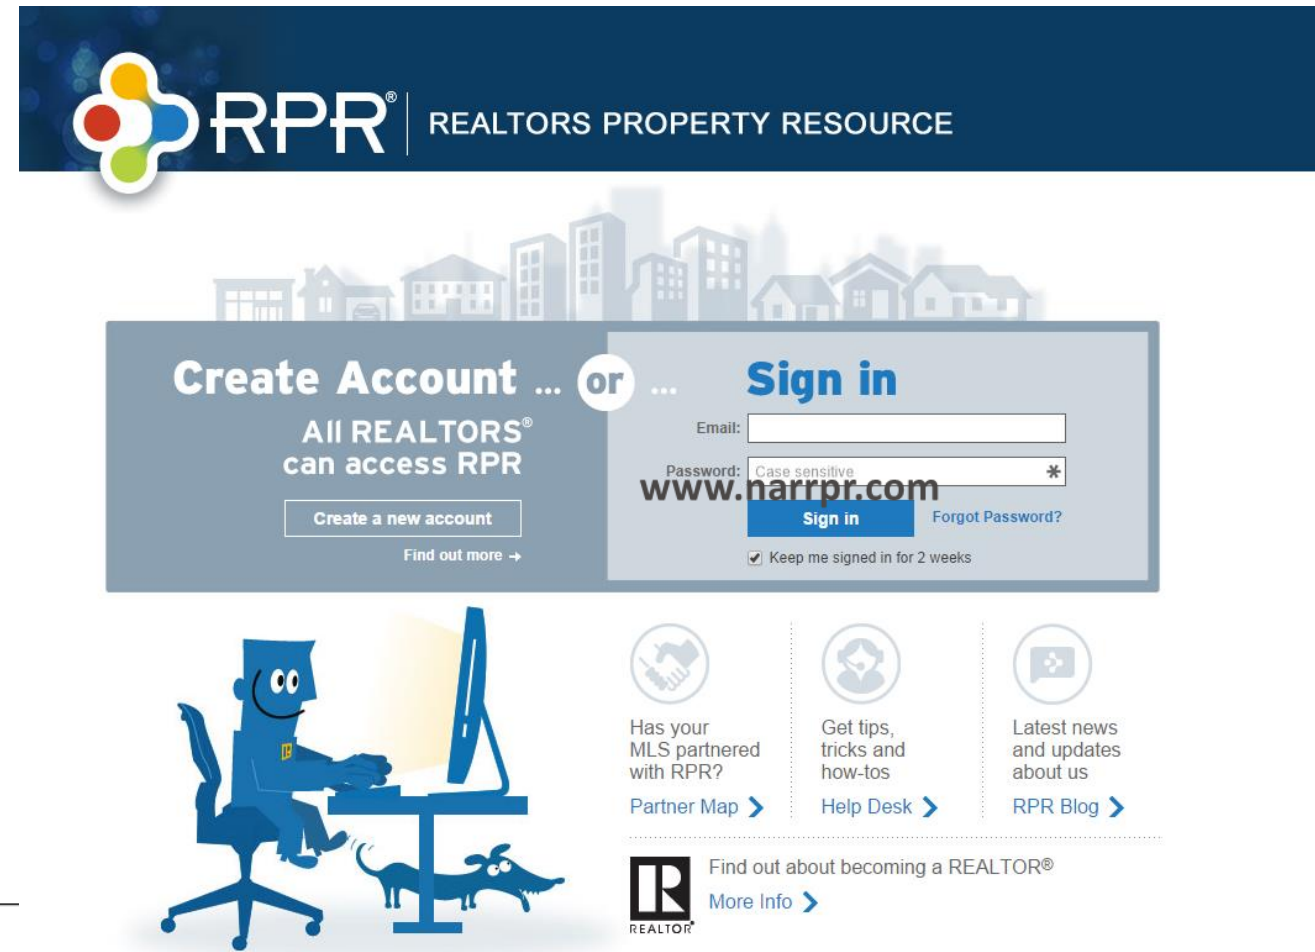 RPR® | REALTORS PROPERTY RESOURCE
Create Account ... or ... Sign in
All REALTORS®
can access RPR
Create a new account
Find out more →
Email:
Password: Case sensitive
www.narrpr.com
Sign in Forgot Password?
Keep me signed in for 2 weeks
Has your
MLS partnered
with RPR?
Partner Map
Get tips,
tricks and
how-tos
Help Desk
Latest news
and updates
about us
RPR Blog
R
REALTOR®
Find out about becoming a REALTOR®
More Info